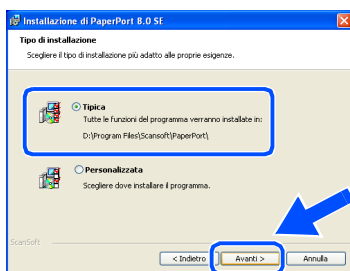 Installazione di PaperPort 8.0 SE
Tipo di installazione
Scegliere il tipo di installazione più adatto alle proprie esigenze.
Tipica
Tutte le funzioni del programma verranno installate in:
D:\Program Files\Scansoft\PaperPort\
Personalizzata
Scegliere dove installare il programma.
ScanSoft
< Indietro Avanti > Annulla